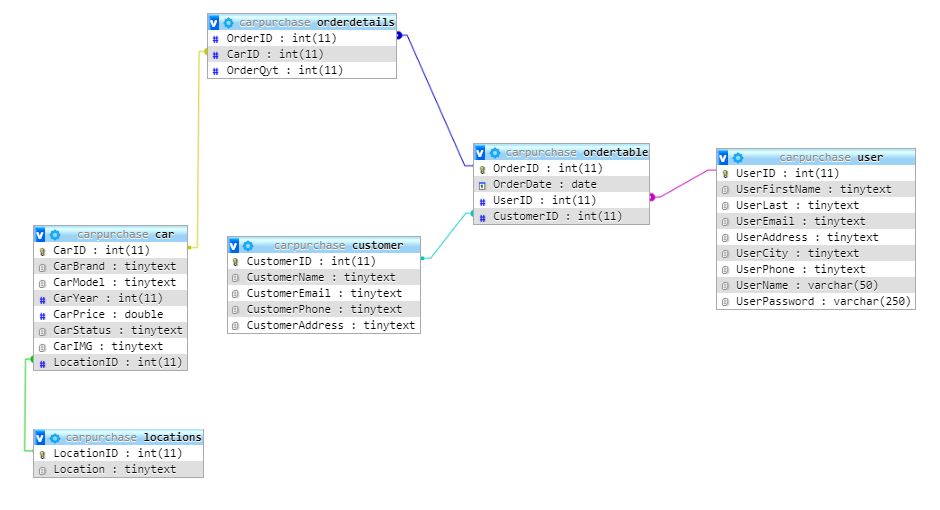 carpurchase orderdetails
OrderID : int(11)
CarID : int(11)
OrderQyt : int(11)
carpurchase ordertable
OrderID : int(11)
OrderDate : date
UserID : int(11)
CustomerID : int(11)
carpurchase user
UserID : int(11)
UserFirstName : tinytext
UserLast : tinytext
UserEmail : tinytext
UserAddress : tinytext
UserCity : tinytext
UserPhone : tinytext
UserName : varchar(50)
UserPassword : varchar(250)
carpurchase car
CarID : int(11)
CarBrand : tinytext
CarModel : tinytext
CarYear : int(11)
CarPrice : double
CarStatus : tinytext
CarIMG : tinytext
LocationID : int(11)
carpurchase customer
CustomerID : int(11)
CustomerName : tinytext
CustomerEmail : tinytext
CustomerPhone : tinytext
CustomerAddress : tinytext
carpurchase locations
LocationID : int(11)
Location : tinytext